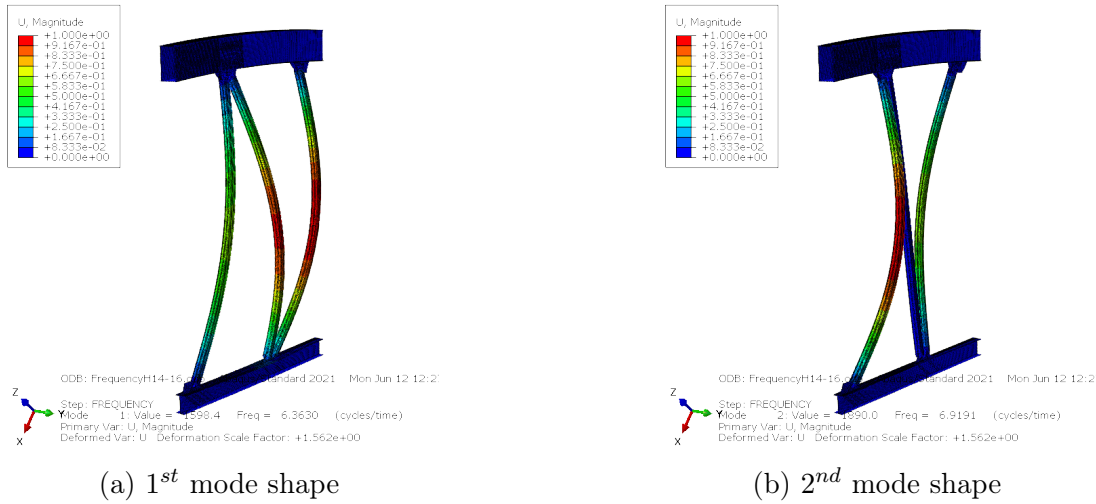 U, Magnitude
+1.000e+00
+9.167e-01
+8.333e-01
+7.500e-01
+6.667e-01
+5.833e-01
+5.000e-01
+4.167e-01
+3.333e-01
+2.500e-01
+1.667e-01
+8.333e-02
+0.000e+00
Z
Y
X
ODB: FrequencyH14-16. Standard 2021 Mon Jun 12 12:2
Step: FREQUENCY
Mode 1: Value = 1598.4 Freq = 6.3630 (cycles/time)
Primary Var: U, Magnitude
Deformed Var: U Deformation Scale Factor: +1.562e+00
(a) 1st mode shape
U, Magnitude
+1.000e+00
+9.167e-01
+8.333e-01
+7.500e-01
+6.667e-01
+5.833e-01
+5.000e-01
+4.167e-01
+3.333e-01
+2.500e-01
+1.667e-01
+8.333e-02
+0.000e+00
Z
Y
X
ODB: FrequencyH14-16. Standard 2021 Mon Jun 12 12:2
Step: FREQUENCY
Mode 2: Value = 1890.0 Freq = 6.9191 (cycles/time)
Primary Var: U, Magnitude
Deformed Var: U Deformation Scale Factor: +1.562e+00
(b) 2nd mode shape